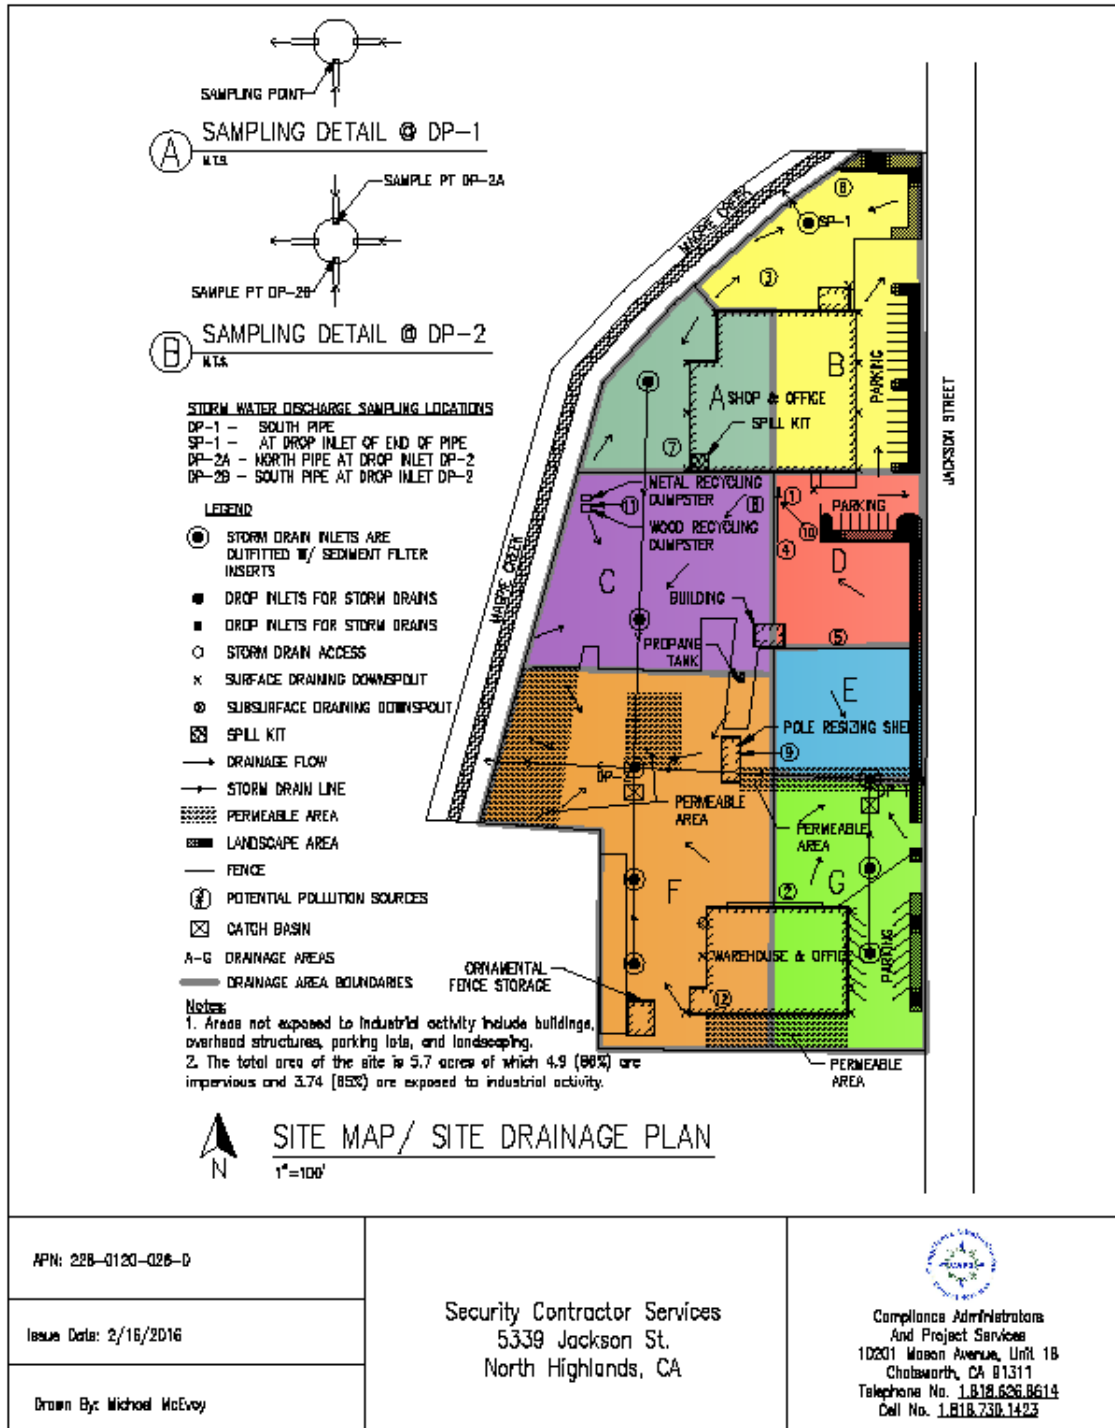 SAMPLING POINT
A
SAMPLING DETAIL @ DP-1
N.T.S.
SAMPLE PT DP-2A
SAMPLE PT DP-2B
B
SAMPLING DETAIL @ DP-2
N.T.S.
STORM WATER DISCHARGE SAMPLING LOCATIONS
DP-1 - SOUTH PIPE
SP-1 - AT DROP INLET OF END OF PIPE
DP-2A - NORTH PIPE AT DROP INLET DP-2
DP-2B - SOUTH PIPE AT DROP INLET DP-2
LEGEND
STORM DRAIN INLETS ARE
OUTFITTED W/ SEDIMENT FILTER
INSERTS
DROP INLETS FOR STORM DRAINS
DROP INLETS FOR STORM DRAINS
STORM DRAIN ACCESS
SURFACE DRAINING DOWNSPOUT
SUBSURFACE DRAINING DOWNSPOUT
SPILL KIT
DRAINAGE FLOW
STORM DRAIN LINE
PERMEABLE AREA
LANDSCAPE AREA
FENCE
# POTENTIAL POLLUTION SOURCES
CATCH BASIN
A-G DRAINAGE AREAS
DRAINAGE AREA BOUNDARIES
Notes:
1. Areas not exposed to industrial activity include buildings,
overhead structures, parking lots, and landscaping.
2. The total area of the site is 5.7 acres of which 4.9 (86%) are
impervious and 3.74 (65%) are exposed to industrial activity.
MAGPIE CREEK
SP-1
3
B
PARKING
JACKSON STREET
A SHOP & OFFICE
SPILL KIT
7
METAL RECYCLING
DUMPSTER
11
WOOD RECYCLING
DUMPSTER
1
PARKING
10
4
MAGPIE CREEK
C
D
BUILDING
5
PROPANE
TANK
E
POLE RESIZING SHED
9
DP-
PERMEABLE
AREA
PERMEABLE
AREA
F
2
G
WAREHOUSE & OFFICE
PARKING
12
ORNAMENTAL
FENCE STORAGE
PERMEABLE
AREA
N
SITE MAP/ SITE DRAINAGE PLAN
1"=100'
APN: 228-0120-026-0
Issue Date: 2/16/2016
Drawn By: Michael McEvoy
Security Contractor Services
5339 Jackson St.
North Highlands, CA
Compliance Administrators
And Project Services
10201 Mason Avenue, Unit 18
Chatsworth, CA 91311
Telephone No. 1.818.626.8614
Cell No. 1.818.730.1423